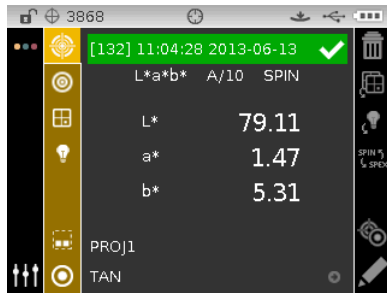 3868
[132] 11:04:28 2013-06-13
L*a*b* A/10 SPIN
L* 79.11
a* 1.47
b* 5.31
SPIN
SPEX
PROJ1
TAN